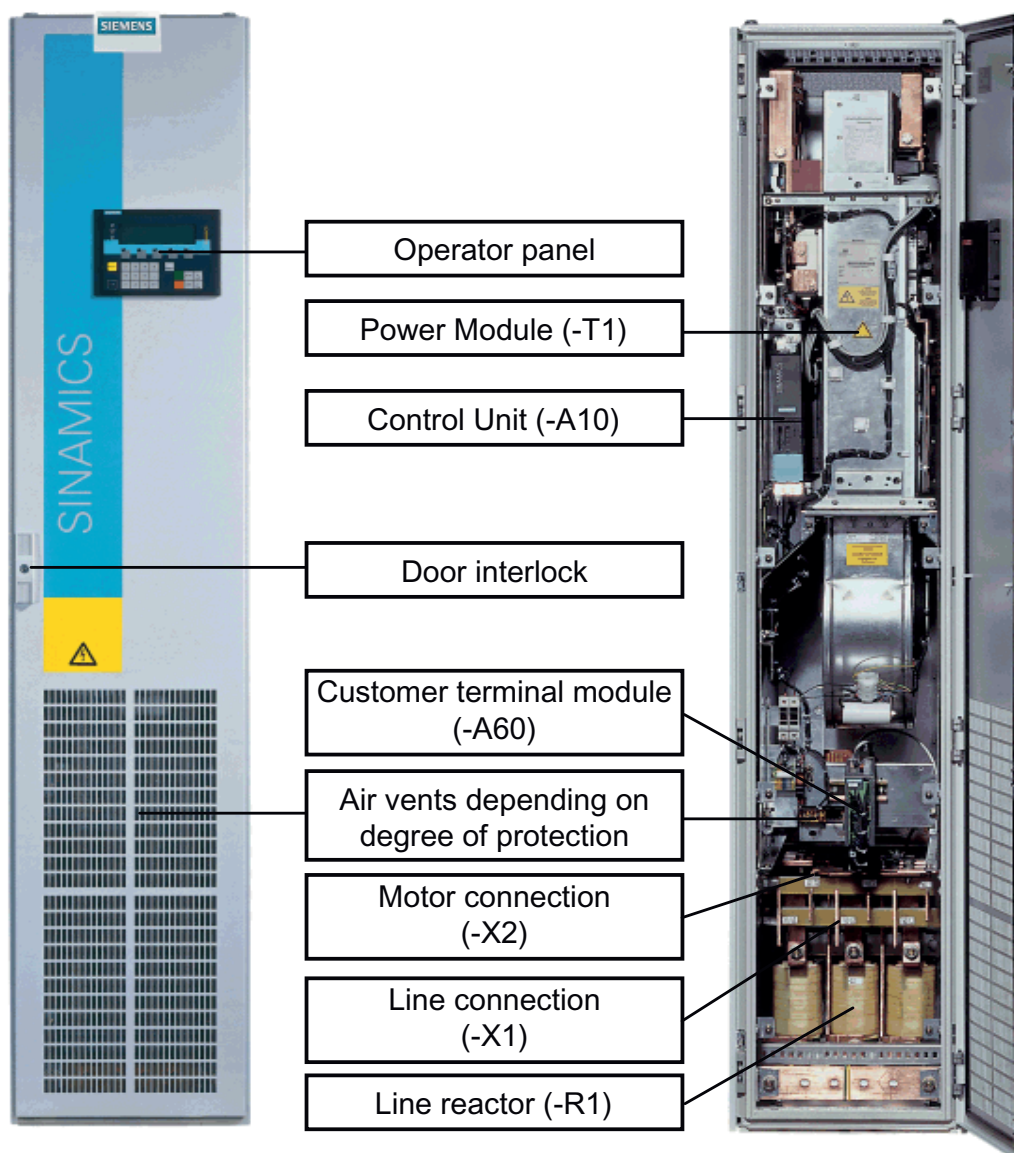 SIEMENS
SINAMICS
Operator panel
Power Module (-T1)
Control Unit (-A10)
Door interlock
Customer terminal module
(-A60)
Air vents depending on
degree of protection
Motor connection
(-X2)
Line connection
(-X1)
Line reactor (-R1)
SINAMICS